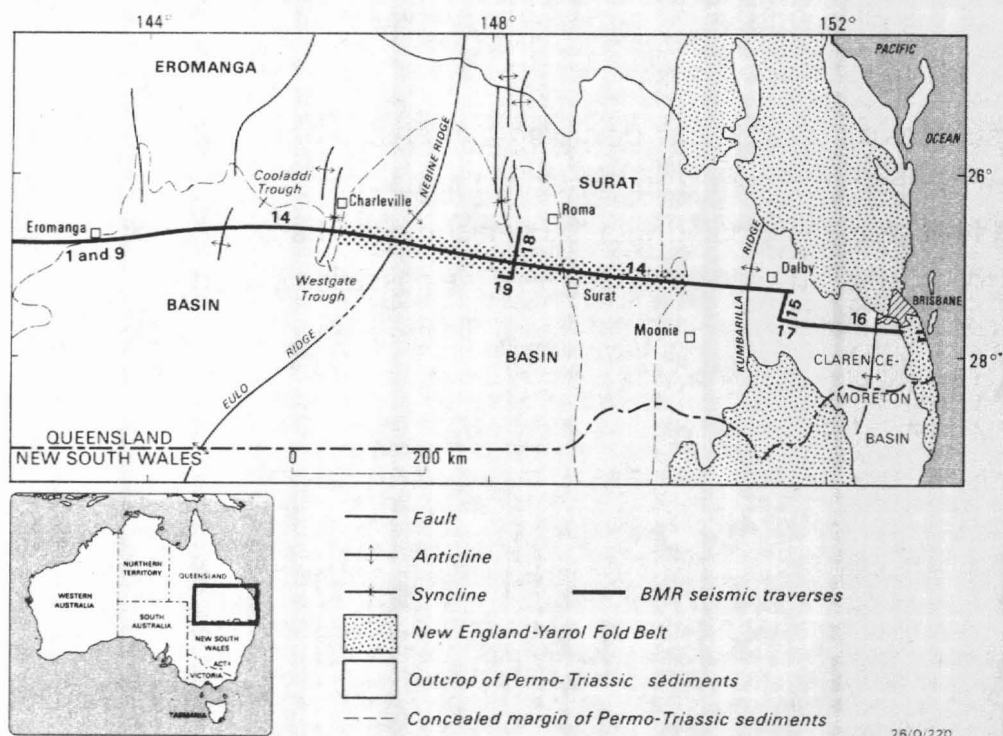 144°
148°
152°
PACIFIC
OCEAN
EROMANGA
NEBINE RIDGE
SURAT
26°
Cooladdi
Trough
Charleville
Roma
Eromanga
14
1 and 9
18
14
RIDGE
Dalby
Westgate
Trough
19
Surat
15
BRISBANE
BASIN
Moonie
17
16
KUMBARILLA
CLARENCE-
28°
RIDGE
BASIN
MORETON
EULO
BASIN
QUEENSLAND
NEW SOUTH WALES
0 200 km
NORTHERN
TERRITORY
QUEENSLAND
WESTERN
AUSTRALIA
SOUTH
AUSTRALIA
NEW SOUTH
WALES
ACT
VICTORIA
TASMANIA
Fault
Anticline
Syncline
BMR seismic traverses
New England-Yarrol Fold Belt
Outcrop of Permo-Triassic sediments
Concealed margin of Permo-Triassic sediments
26/0/220